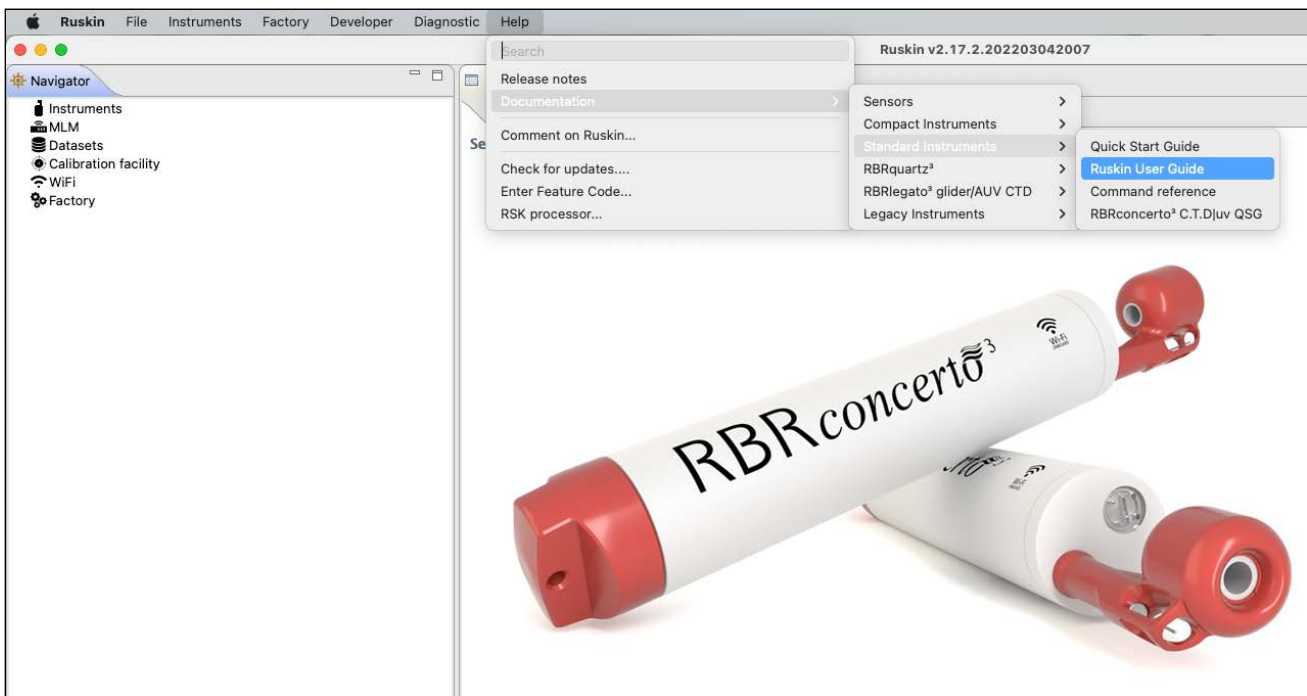 Ruskin File Instruments Factory Developer Diagnostic Help
Ruskin v2.17.2.202203042007
Search
Navigator
Release notes
Instruments
Documentation
Sensors
MLM
Compact Instruments
Datasets
Comment on Ruskin...
Se
Standard Instruments
Quick Start Guide
Calibration facility
Check for updates....
RBRquartz³
Ruskin User Guide
WiFi
Enter Feature Code...
RBRlegato³ glider/AUV CTD
Command reference
Factory
RSK processor...
Legacy Instruments
RBRconcerto³ C.T.D|uv QSG
Wi-Fi
RBRconcerto³